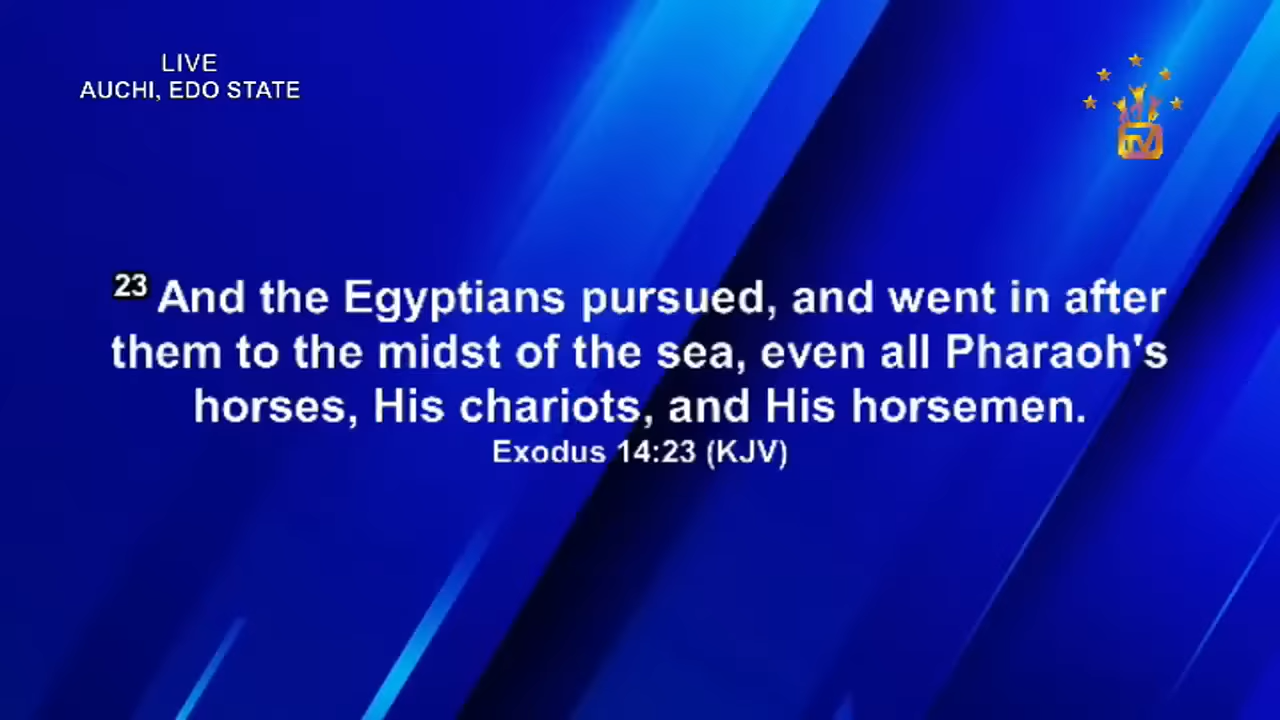 LIVE
AUCHI, EDO STATE
TV
23 And the Egyptians pursued, and went in after
them to the midst of the sea, even all Pharaoh's
horses, His chariots, and His horsemen.
Exodus 14:23 (KJV)